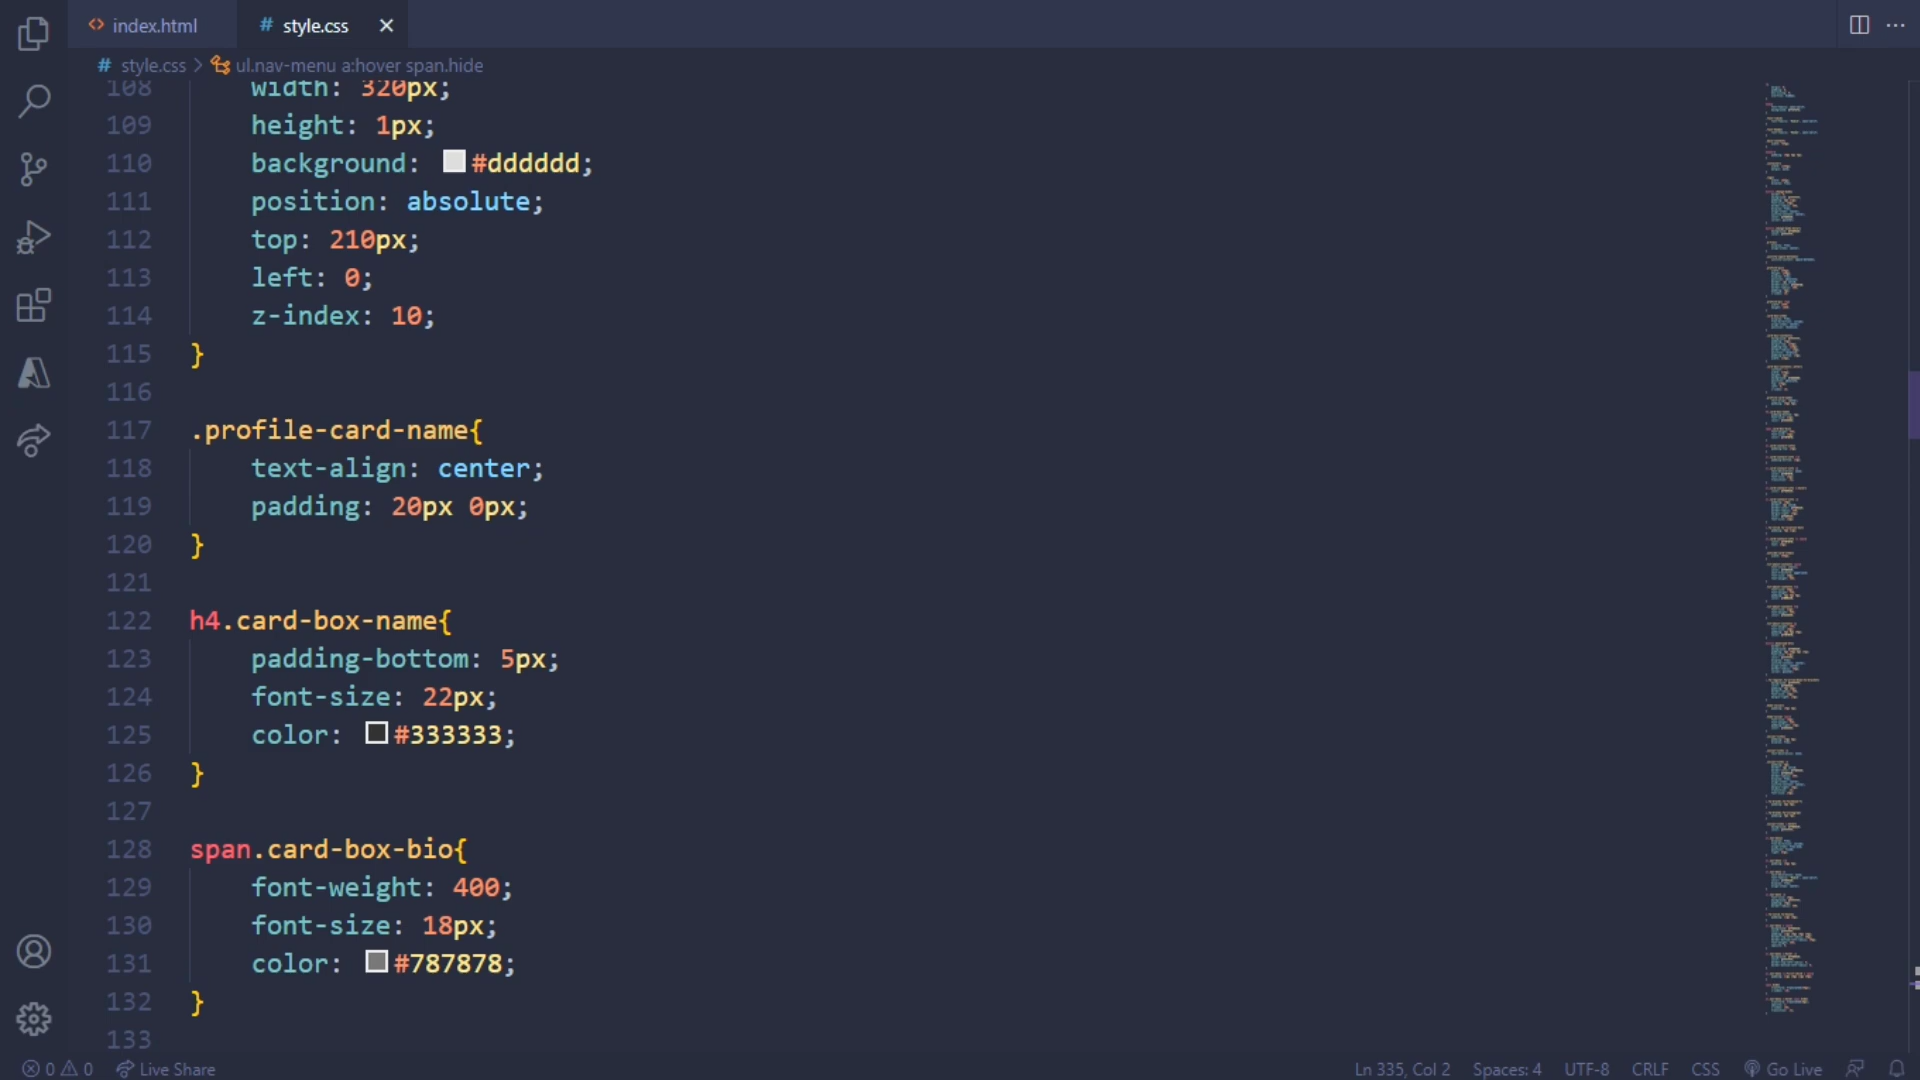 index.html
style.css
style.css > ul.nav-menu a:hover span.hide
108 width: 320px;
109 height: 1px;
110 background: #dddddd;
111 position: absolute;
112 top: 210px;
113 left: 0;
114 z-index: 10;
115 }
116
117 .profile-card-name{
118 text-align: center;
119 padding: 20px 0px;
120 }
121
122 h4.card-box-name{
123 padding-bottom: 5px;
124 font-size: 22px;
125 color: #333333;
126 }
127
128 span.card-box-bio{
129 font-weight: 400;
130 font-size: 18px;
131 color: #787878;
132 }
133
0 0 Live Share Ln 335, Col 2 Spaces: 4 UTF-8 CRLF CSS Go Live